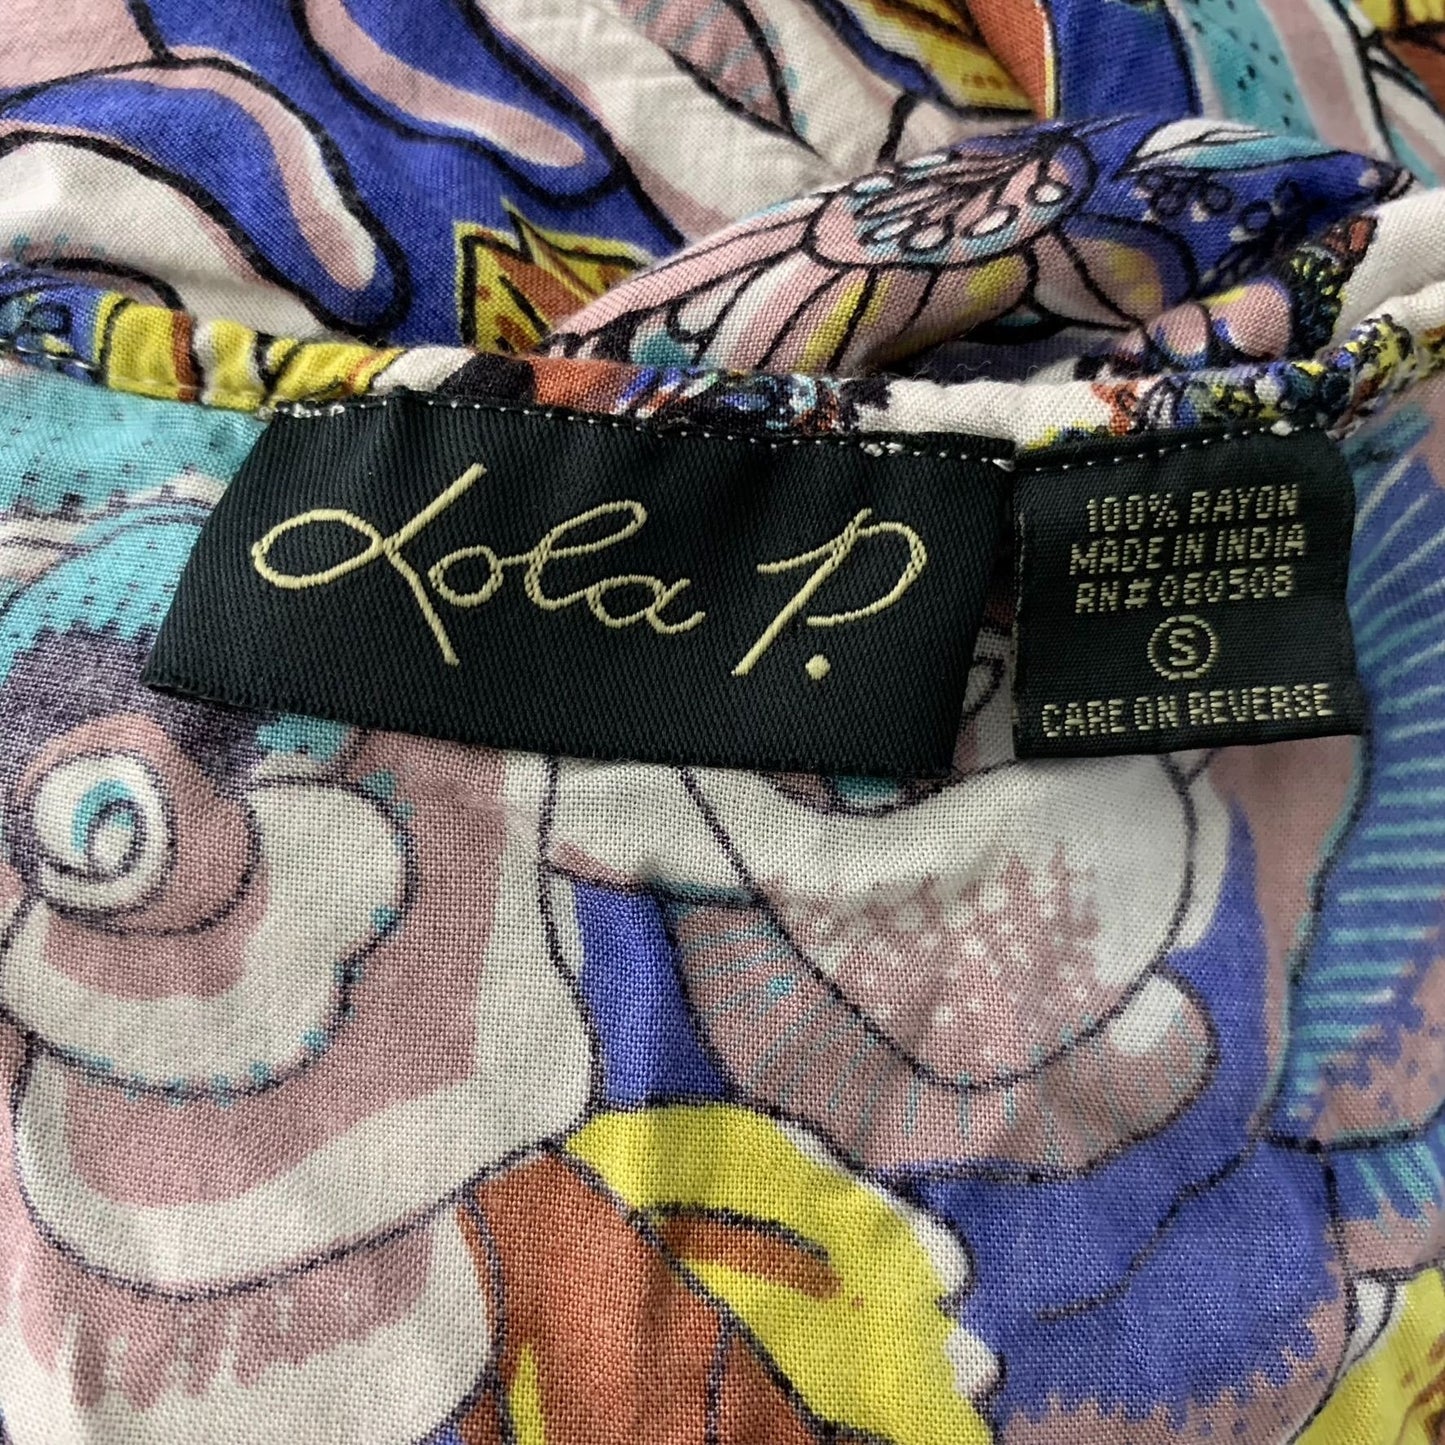 Lola P.
100% RAYON
MADE IN INDIA
RN# 060508
S
CARE ON REVERSE